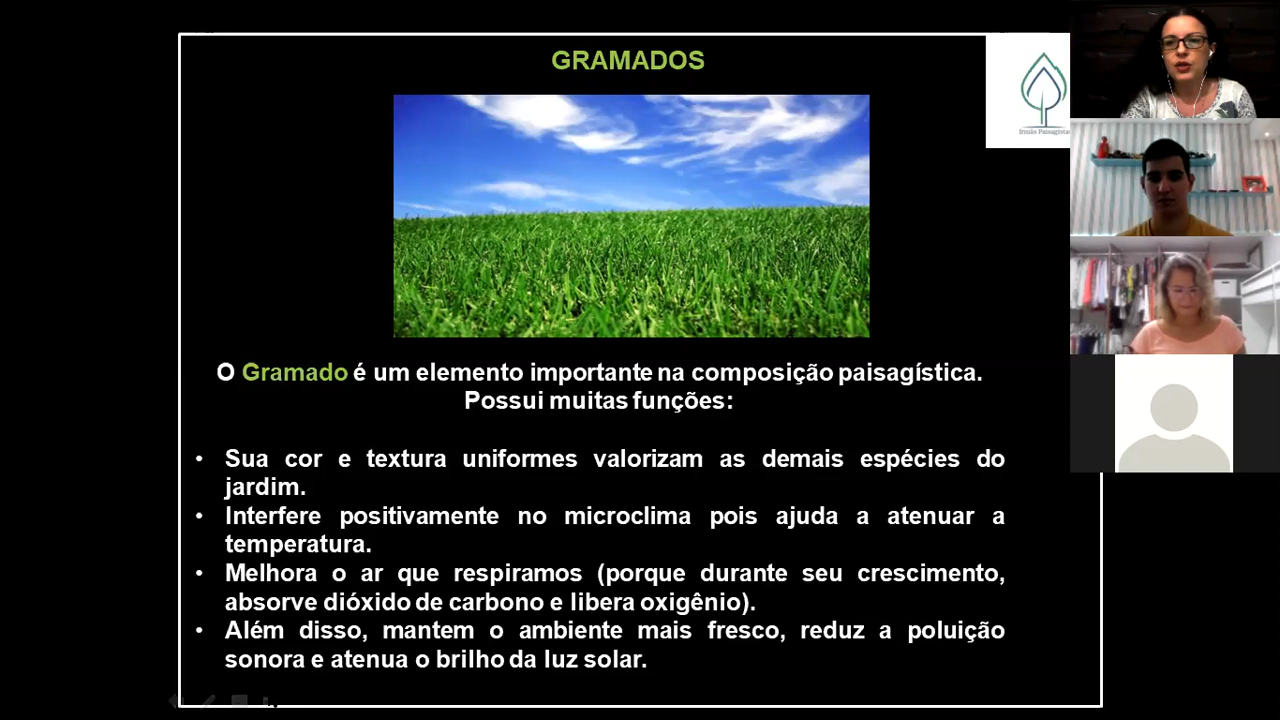 GRAMADOS
Irmãs Paisagistas
O Gramado é um elemento importante na composição paisagística.
Possui muitas funções:
• Sua cor e textura uniformes valorizam as demais espécies do
jardim.
• Interfere positivamente no microclima pois ajuda a atenuar a
temperatura.
• Melhora o ar que respiramos (porque durante seu crescimento,
absorve dióxido de carbono e libera oxigênio).
• Além disso, mantem o ambiente mais fresco, reduz a poluição
sonora e atenua o brilho da luz solar.